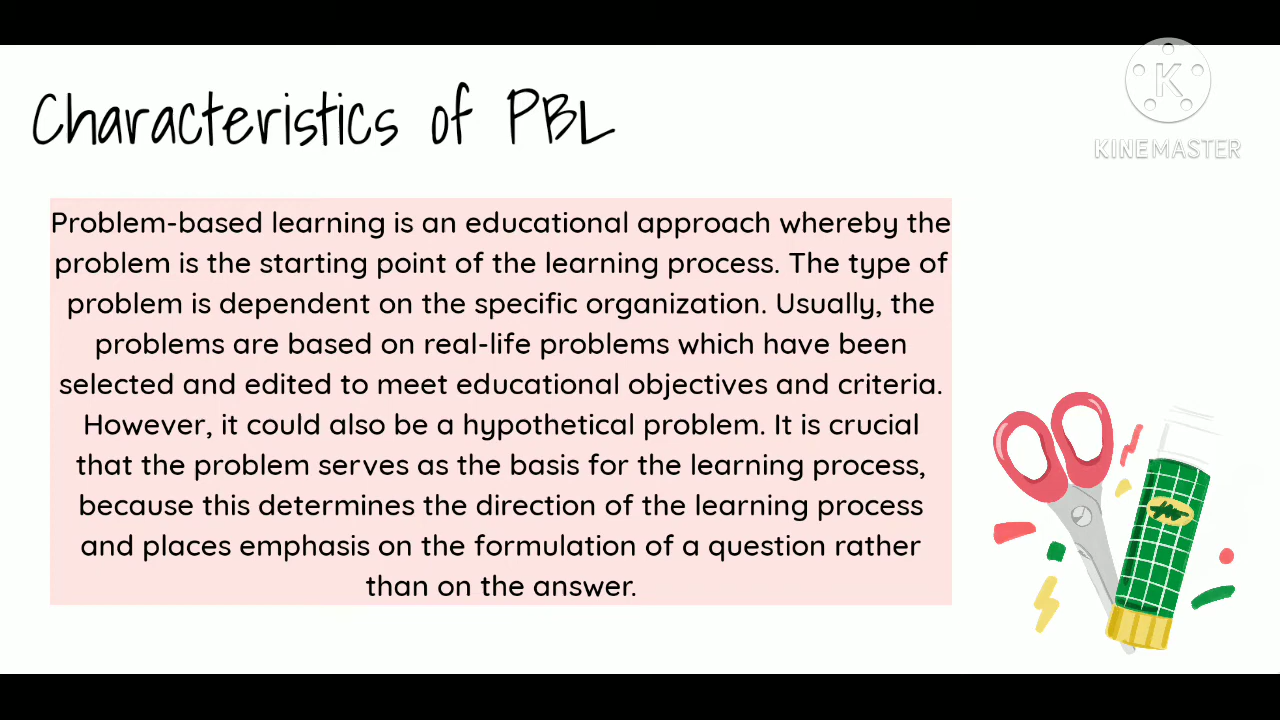 Characteristics of PBL
K
KINEMASTER
Problem-based learning is an educational approach whereby the
problem is the starting point of the learning process. The type of
problem is dependent on the specific organization. Usually, the
problems are based on real-life problems which have been
selected and edited to meet educational objectives and criteria.
However, it could also be a hypothetical problem. It is crucial
that the problem serves as the basis for the learning process,
because this determines the direction of the learning process
and places emphasis on the formulation of a question rather
than on the answer.